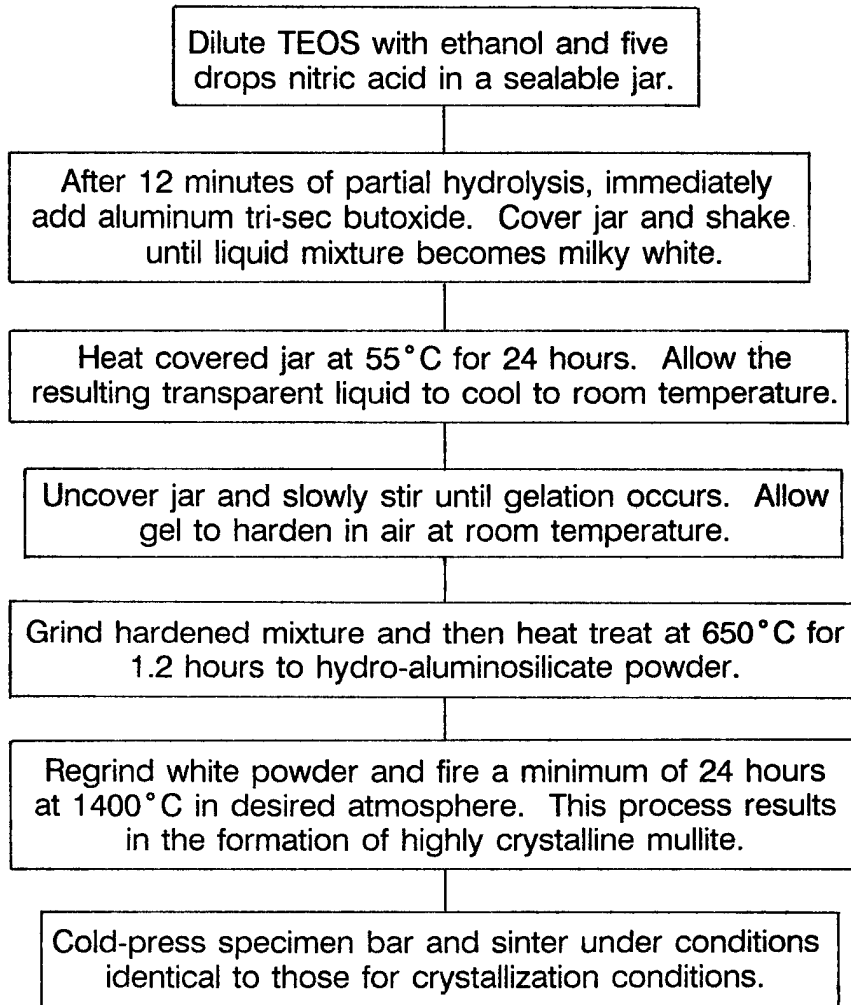 Dilute TEOS with ethanol and five
drops nitric acid in a sealable jar.
After 12 minutes of partial hydrolysis, immediately
add aluminum tri-sec butoxide. Cover jar and shake
until liquid mixture becomes milky white.
Heat covered jar at 55°C for 24 hours. Allow the
resulting transparent liquid to cool to room temperature.
Uncover jar and slowly stir until gelation occurs. Allow
gel to harden in air at room temperature.
Grind hardened mixture and then heat treat at 650°C for
1.2 hours to hydro-aluminosilicate powder.
Regrind white powder and fire a minimum of 24 hours
at 1400°C in desired atmosphere. This process results
in the formation of highly crystalline mullite.
Cold-press specimen bar and sinter under conditions
identical to those for crystallization conditions.